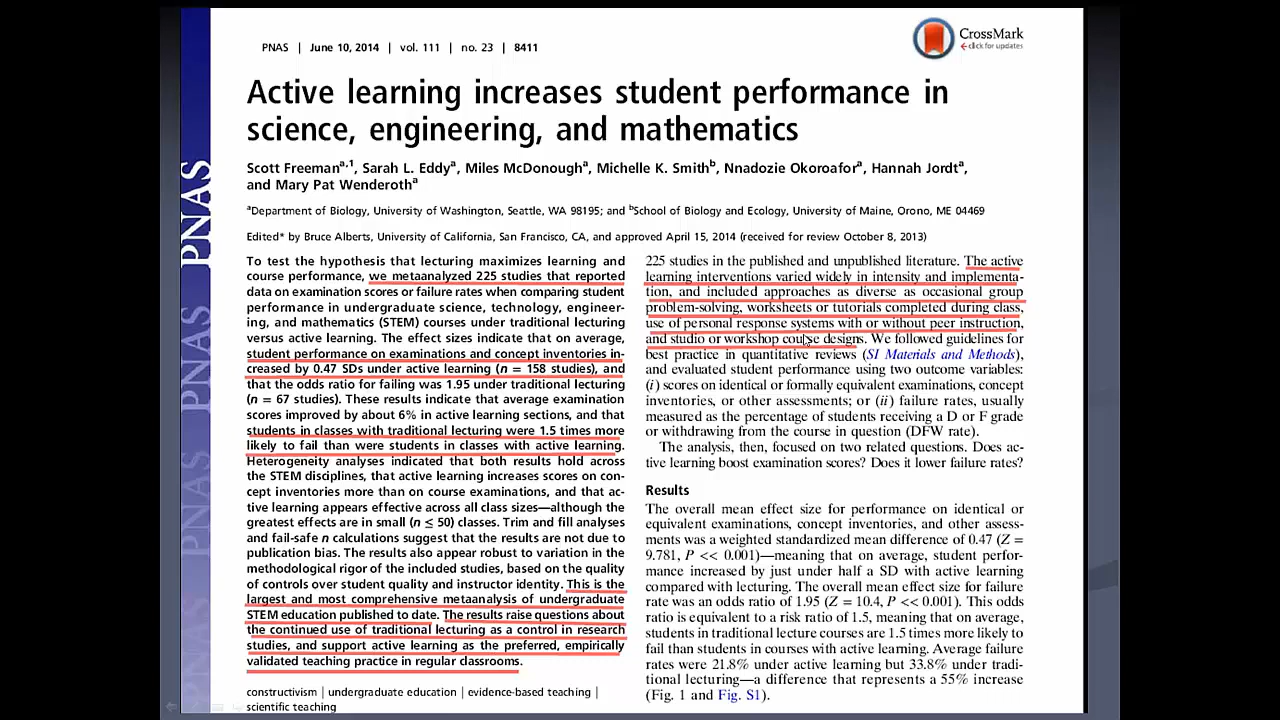 PNAS | June 10, 2014 | vol. 111 | no. 23 | 8411
CrossMark
click for updates
Active learning increases student performance in
science, engineering, and mathematics
Scott Freemana,1, Sarah L. Eddya, Miles McDonougha, Michelle K. Smithb, Nnadozie Okoroafora, Hannah Jordta,
and Mary Pat Wenderotha
aDepartment of Biology, University of Washington, Seattle, WA 98195; and bSchool of Biology and Ecology, University of Maine, Orono, ME 04469
Edited* by Bruce Alberts, University of California, San Francisco, CA, and approved April 15, 2014 (received for review October 8, 2013)
To test the hypothesis that lecturing maximizes learning and
course performance, we metaanalyzed 225 studies that reported
data on examination scores or failure rates when comparing student
performance in undergraduate science, technology, engineer-
ing, and mathematics (STEM) courses under traditional lecturing
versus active learning. The effect sizes indicate that on average,
student performance on examinations and concept inventories in-
creased by 0.47 SDs under active learning (n = 158 studies), and
that the odds ratio for failing was 1.95 under traditional lecturing
(n = 67 studies). These results indicate that average examination
scores improved by about 6% in active learning sections, and that
students in classes with traditional lecturing were 1.5 times more
likely to fail than were students in classes with active learning.
Heterogeneity analyses indicated that both results hold across
the STEM disciplines, that active learning increases scores on con-
cept inventories more than on course examinations, and that ac-
tive learning appears effective across all class sizes—although the
greatest effects are in small (n ≤ 50) classes. Trim and fill analyses
and fail-safe n calculations suggest that the results are not due to
publication bias. The results also appear robust to variation in the
methodological rigor of the included studies, based on the quality
of controls over student quality and instructor identity. This is the
largest and most comprehensive metaanalysis of undergraduate
STEM education published to date. The results raise questions about
the continued use of traditional lecturing as a control in research
studies, and support active learning as the preferred, empirically
validated teaching practice in regular classrooms.
constructivism | undergraduate education | evidence-based teaching |
scientific teaching
225 studies in the published and unpublished literature. The active
learning interventions varied widely in intensity and implementa-
tion, and included approaches as diverse as occasional group
problem-solving, worksheets or tutorials completed during class,
use of personal response systems with or without peer instruction,
and studio or workshop course designs. We followed guidelines for
best practice in quantitative reviews (SI Materials and Methods),
and evaluated student performance using two outcome variables:
(i) scores on identical or formally equivalent examinations, concept
inventories, or other assessments; or (ii) failure rates, usually
measured as the percentage of students receiving a D or F grade
or withdrawing from the course in question (DFW rate).
The analysis, then, focused on two related questions. Does ac-
tive learning boost examination scores? Does it lower failure rates?
Results
The overall mean effect size for performance on identical or
equivalent examinations, concept inventories, and other assess-
ments was a weighted standardized mean difference of 0.47 (Z =
9.781, P << 0.001)—meaning that on average, student perfor-
mance increased by just under half a SD with active learning
compared with lecturing. The overall mean effect size for failure
rate was an odds ratio of 1.95 (Z = 10.4, P << 0.001). This odds
ratio is equivalent to a risk ratio of 1.5, meaning that on average,
students in traditional lecture courses are 1.5 times more likely to
fail than students in courses with active learning. Average failure
rates were 21.8% under active learning but 33.8% under tradi-
tional lecturing—a difference that represents a 55% increase
(Fig. 1 and Fig. S1).
PNAS
PNAS
PNAS
PNAS
PNAS